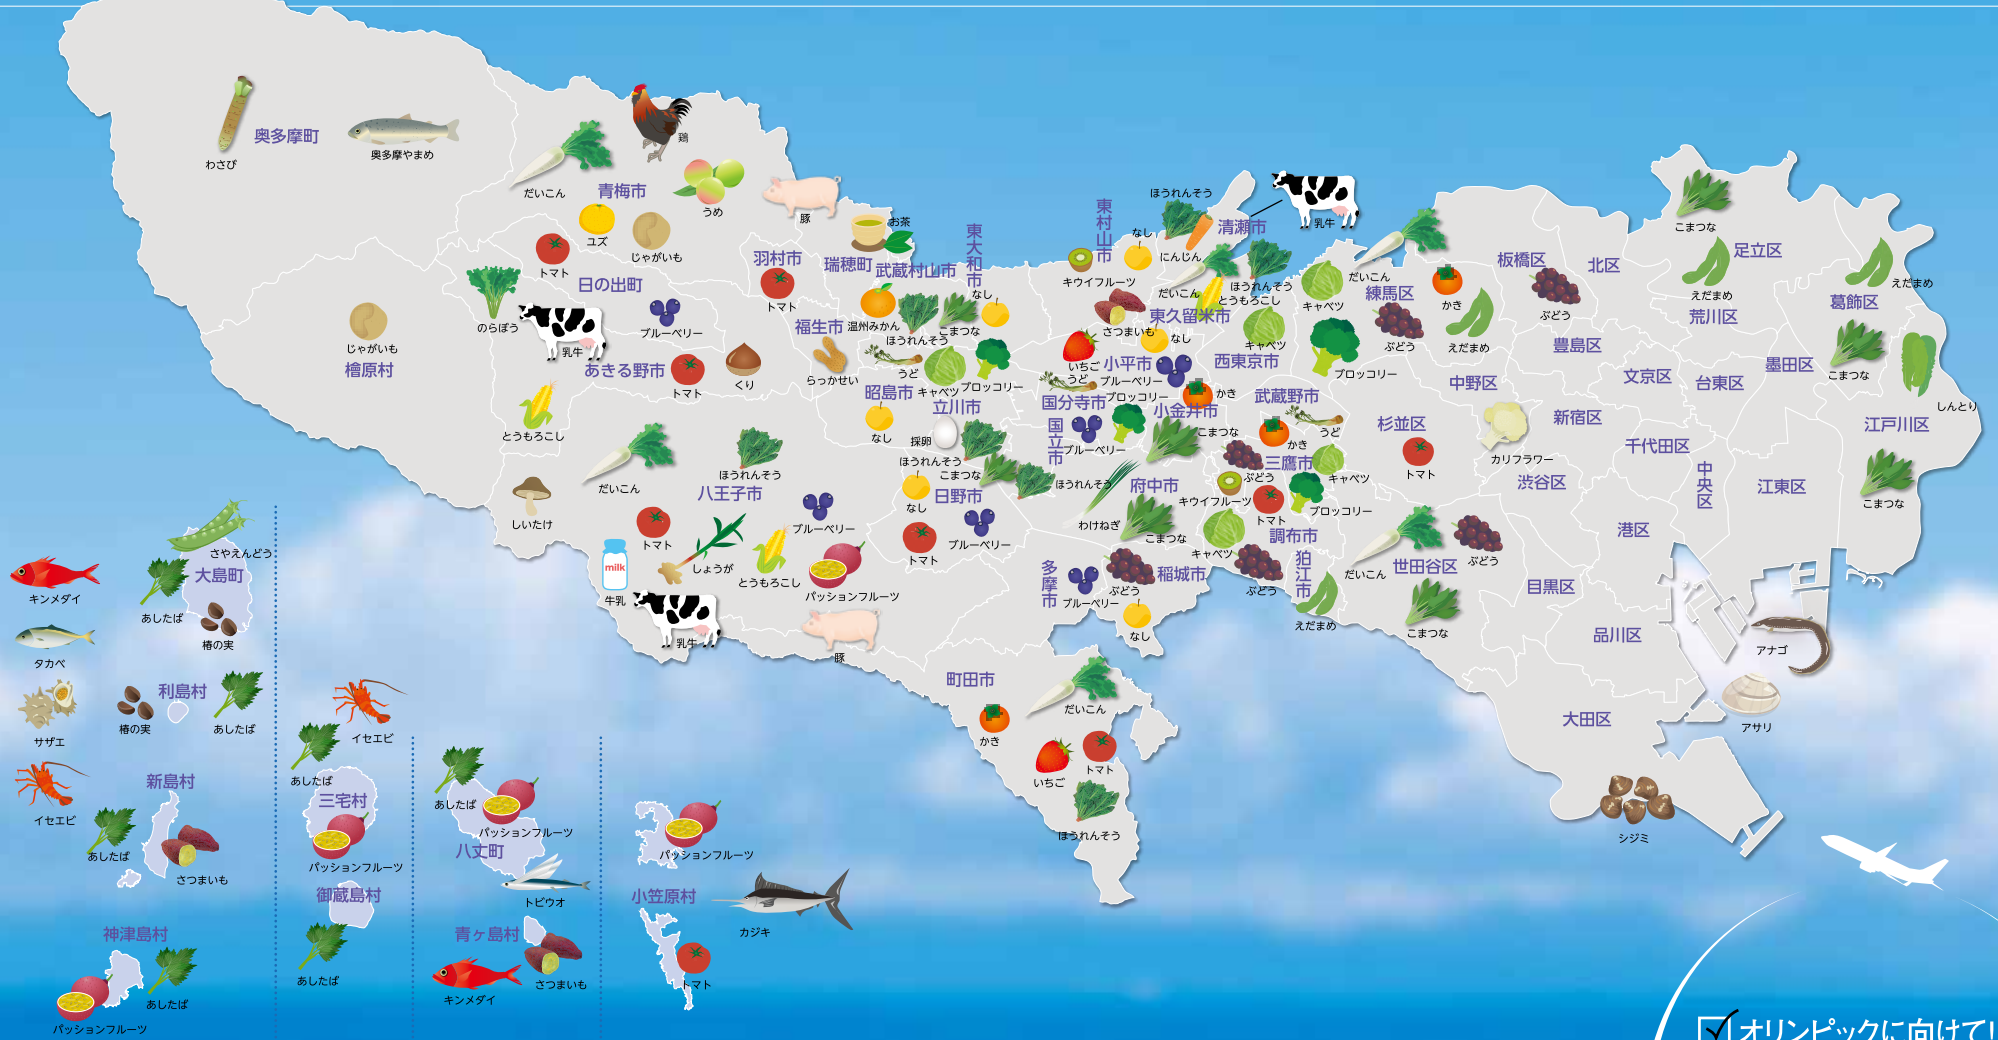 わさび
奥多摩町
奥多摩やまめ
だいこん
鶏
青梅市
うめ
ユズ
じゃがいも
トマト
日の出町
のらぼう
乳牛
ブルーベリー
じゃがいも
檜原村
あきる野市
トマト
くり
とうもろこし
豚
お茶
羽村市
瑞穂町
武蔵村山市
東大和市
トマト
なし
福生市
温州みかん
こまつな
ほうれんそう
らっかせい
うど
キャベツ
ブロッコリー
昭島市
立川市
なし
採卵
ほうれんそう
こまつな
日野市
なし
ほうれんそう
トマト
ブルーベリー
しいたけ
だいこん
ほうれんそう
八王子市
ブルーベリー
トマト
しょうが
とうもろこし
パッションフルーツ
牛乳
milk
乳牛
豚
東村山市
なし
キウイフルーツ
ほうれんそう
にんじん
清瀬市
乳牛
だいこん
ほうれんそう
とうもろこし
さつまいも
東久留米市
なし
いちご
うど
小平市
ブルーベリー
ブロッコリー
かき
キャベツ
キャベツ
西東京市
国分寺市
小金井市
武蔵野市
国立市
ブルーベリー
こまつな
かき
うど
三鷹市
ぶどう
キャベツ
キウイフルーツ
トマト
ブロッコリー
わけねぎ
府中市
こまつな
キャベツ
調布市
狛江市
ぶどう
えだまめ
多摩市
ブルーベリー
ぶどう
稲城市
なし
町田市
だいこん
かき
いちご
トマト
ほうれんそう
だいこん
練馬区
かき
ぶどう
えだまめ
ブロッコリー
板橋区
ぶどう
北区
こまつな
足立区
えだまめ
荒川区
えだまめ
葛飾区
豊島区
文京区
台東区
墨田区
こまつな
しんとり
中野区
カリフラワー
新宿区
杉並区
トマト
千代田区
中央区
江東区
江戸川区
こまつな
渋谷区
港区
だいこん
世田谷区
ぶどう
こまつな
目黒区
品川区
大田区
アナゴ
アサリ
シジミ
さやえんどう
大島町
キンメダイ
あしたば
椿の実
タカベ
利島村
椿の実
あしたば
サザエ
イセエビ
新島村
あしたば
さつまいも
神津島村
あしたば
パッションフルーツ
イセエビ
あしたば
三宅村
パッションフルーツ
御蔵島村
あしたば
あしたば
パッションフルーツ
八丈町
トビウオ
青ヶ島村
キンメダイ
さつまいも
パッションフルーツ
小笠原村
カジキ
トマト
オリンピックに向けて!